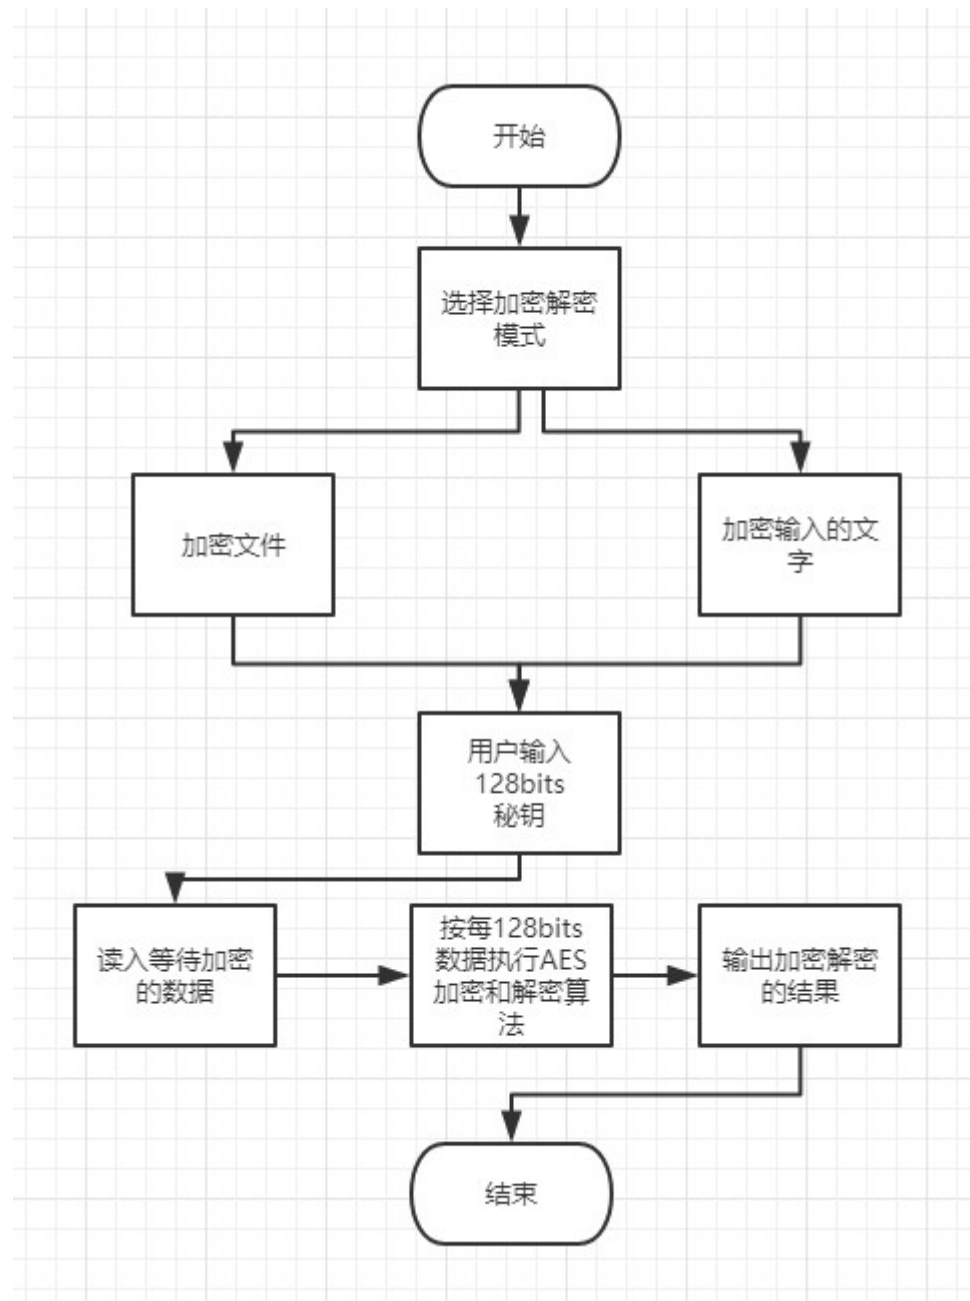 开始
选择加密解密
模式
加密文件
加密输入的文
字
用户输入
128bits
秘钥
读入等待加密
的数据
按每128bits
数据执行AES
加密和解密算
法
输出加密解密
的结果
结束